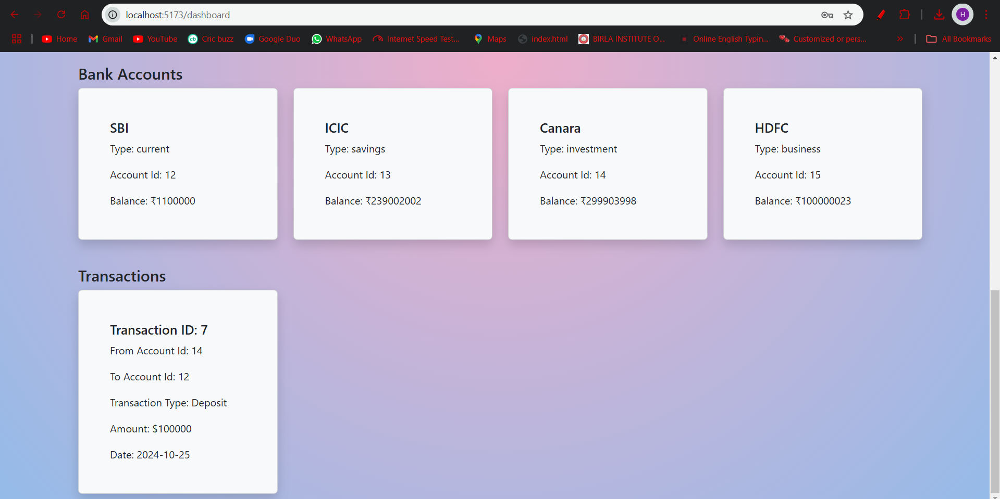 localhost:5173/dashboard
H
Home
Gmail
YouTube
cb Cric buzz
Google Duo
WhatsApp
Internet Speed Test...
Maps
index.html
BIRLA INSTITUTE O...
Online English Typin...
Customized or pers...
All Bookmarks
Bank Accounts
SBI
Type: current
Account Id: 12
Balance: ₹1100000
ICIC
Type: savings
Account Id: 13
Balance: ₹239002002
Canara
Type: investment
Account Id: 14
Balance: ₹299903998
HDFC
Type: business
Account Id: 15
Balance: ₹100000023
Transactions
Transaction ID: 7
From Account Id: 14
To Account Id: 12
Transaction Type: Deposit
Amount: $100000
Date: 2024-10-25